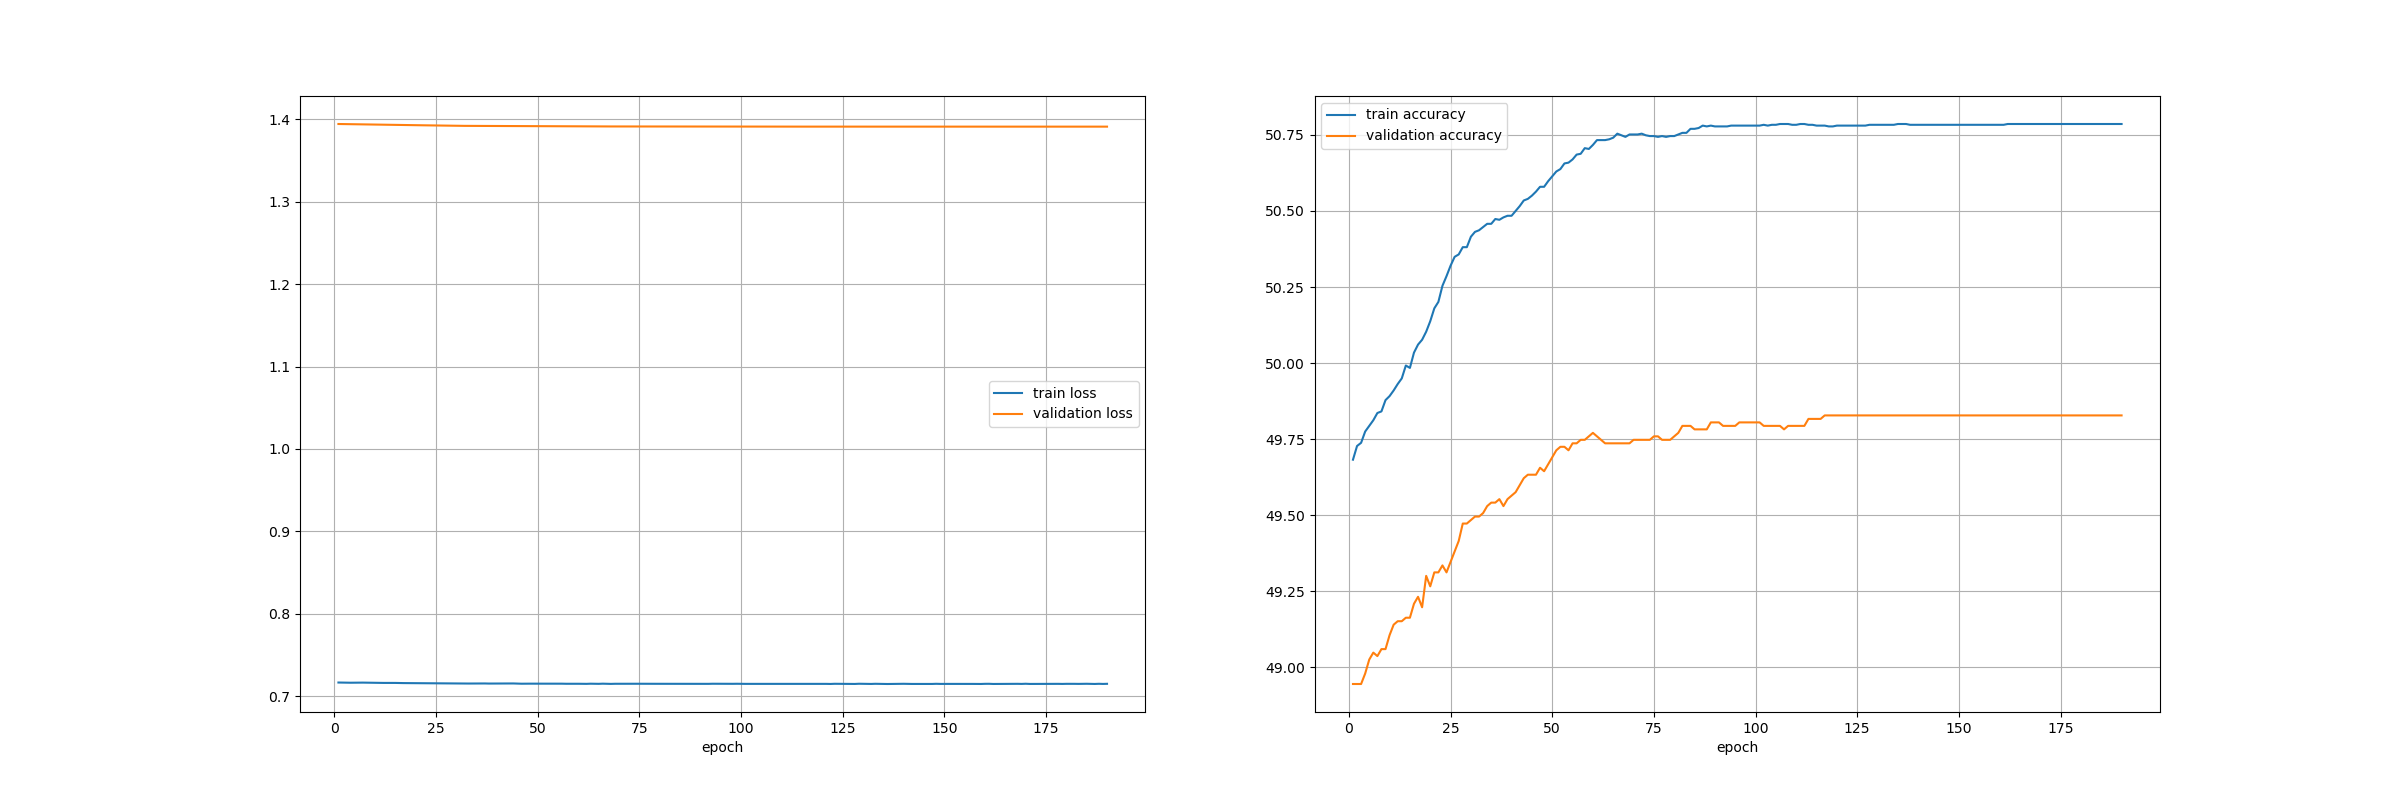 1.4
1.3
1.2
1.1
1.0
0.9
0.8
0.7
0 25 50 75 100 125 150 175
epoch
train loss
validation loss
train accuracy
validation accuracy
50.75
50.50
50.25
50.00
49.75
49.50
49.25
49.00
0 25 50 75 100 125 150 175
epoch